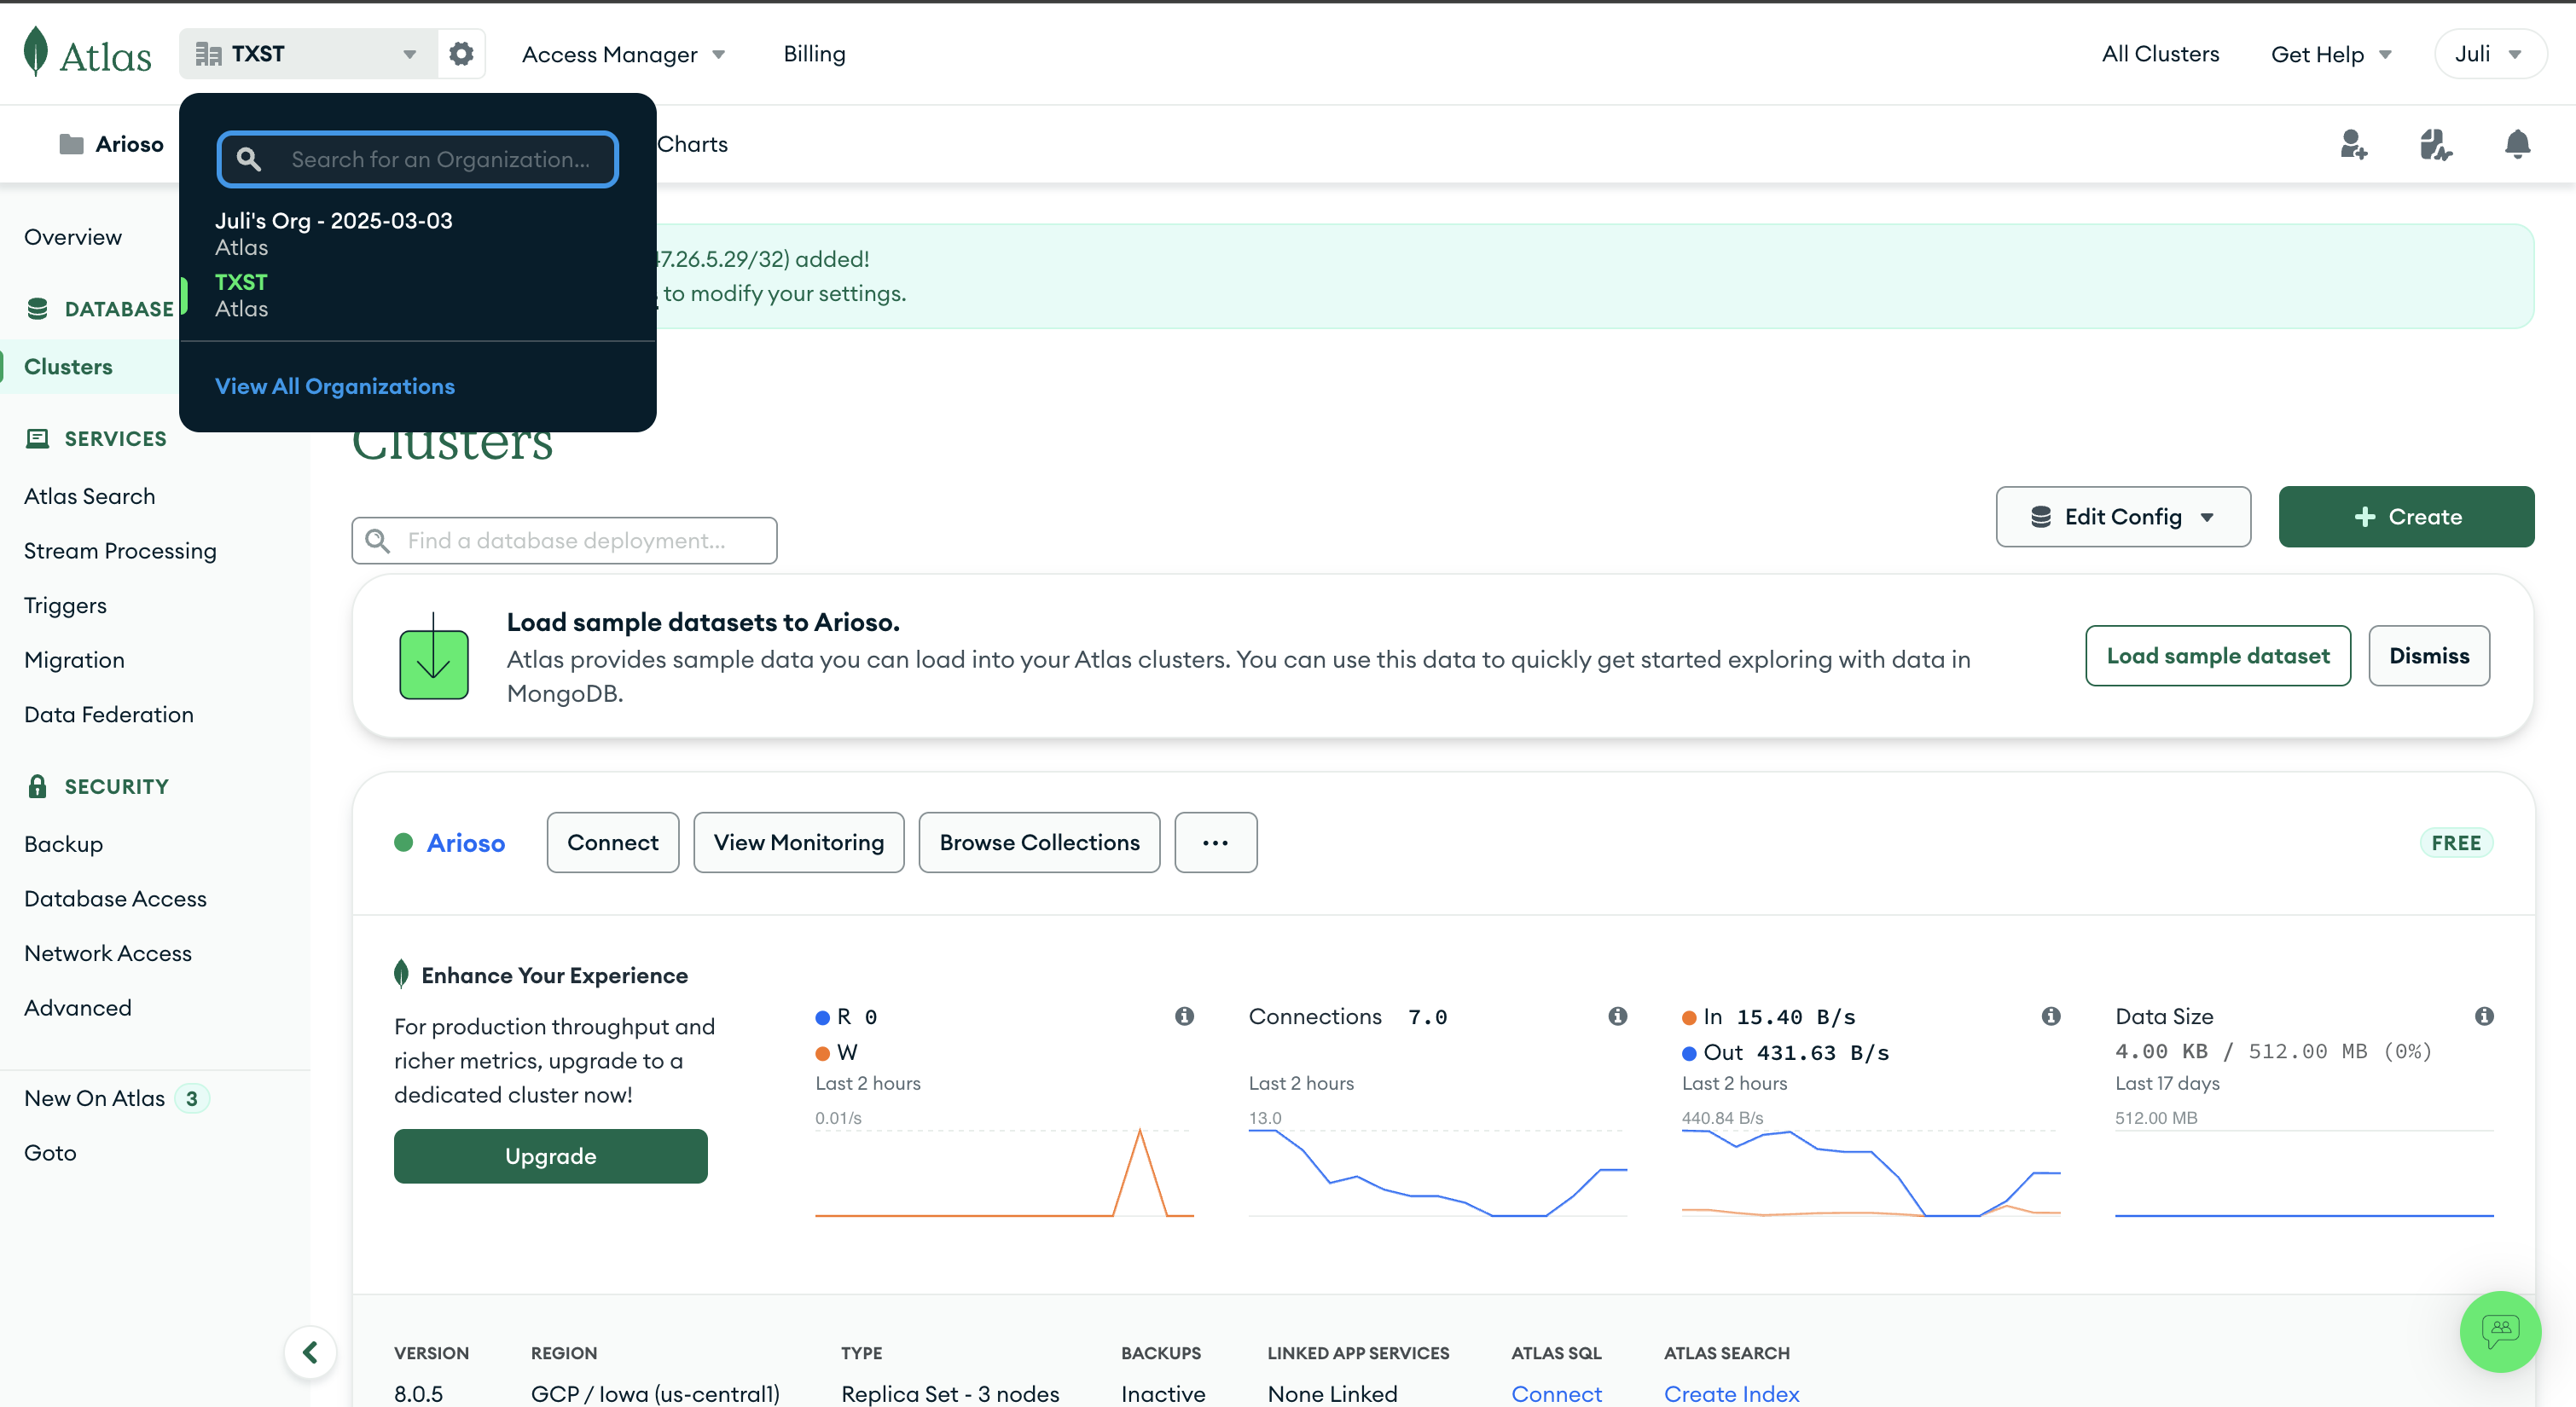 Atlas
TXST
Access Manager
Billing
All Clusters
Get Help
Juli
Arioso
Charts
Search for an Organization...
Juli's Org - 2025-03-03
Atlas
TXST
Atlas
View All Organizations
7.26.5.29/32) added!
to modify your settings.
Overview
DATABASE
Clusters
SERVICES
Atlas Search
Stream Processing
Triggers
Migration
Data Federation
SECURITY
Backup
Database Access
Network Access
Advanced
New On Atlas 3
Goto
Clusters
Find a database deployment...
Edit Config
Create
Load sample datasets to Arioso.
Atlas provides sample data you can load into your Atlas clusters. You can use this data to quickly get started exploring with data in
MongoDB.
Load sample dataset
Dismiss
Arioso
Connect
View Monitoring
Browse Collections
...
FREE
Enhance Your Experience
For production throughput and
richer metrics, upgrade to a
dedicated cluster now!
Upgrade
R 0
W
Last 2 hours
0.01/s
Connections 7.0
Last 2 hours
13.0
In 15.40 B/s
Out 431.63 B/s
Last 2 hours
440.84 B/s
Data Size
4.00 KB / 512.00 MB (0%)
Last 17 days
512.00 MB
VERSION
8.0.5
REGION
GCP / Iowa (us-central1)
TYPE
Replica Set - 3 nodes
BACKUPS
Inactive
LINKED APP SERVICES
None Linked
ATLAS SQL
Connect
ATLAS SEARCH
Create Index